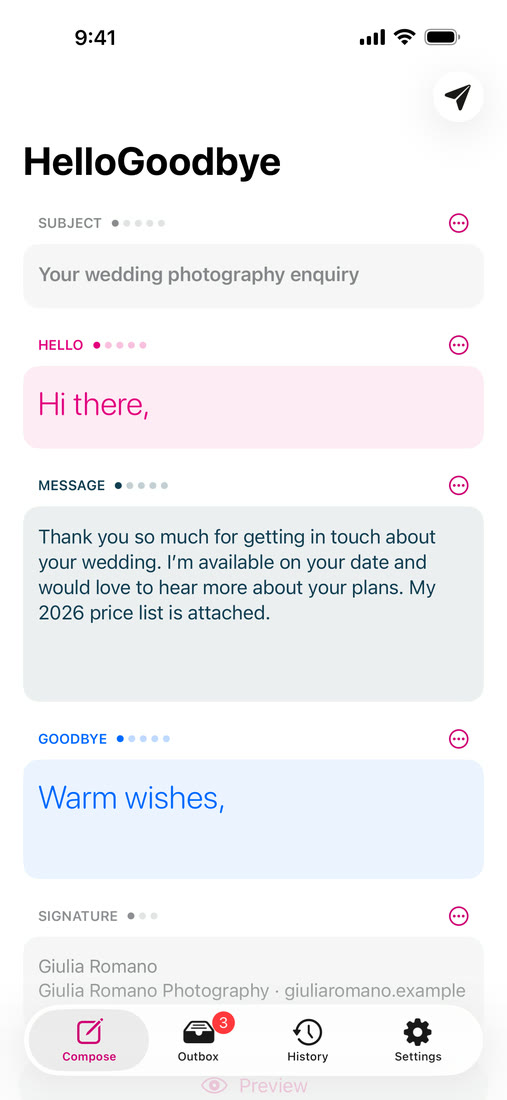 9:41
HelloGoodbye
SUBJECT
Your wedding photography enquiry
HELLO
Hi there,
MESSAGE
Thank you so much for getting in touch about
your wedding. I’m available on your date and
would love to hear more about your plans. My
2026 price list is attached.
GOODBYE
Warm wishes,
SIGNATURE
Giulia Romano
Giulia Romano Photography · giuliaromano.example
3
Compose
Outbox
History
Settings
Preview